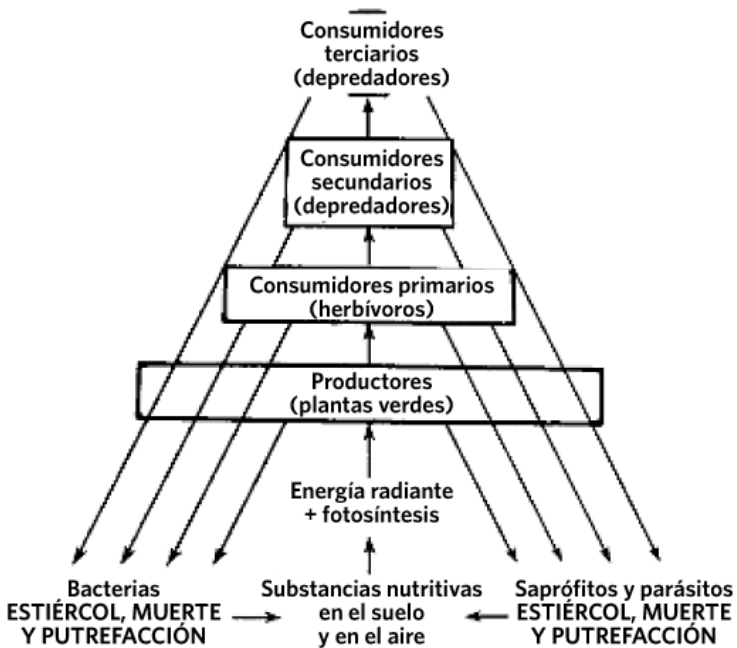 Consumidores
terciarios
(depredadores)
Consumidores
secundarios
(depredadores)
Consumidores primarios
(herbívoros)
Productores
(plantas verdes)
Energía radiante
+ fotosíntesis
Bacterias
ESTIÉRCOL, MUERTE
Y PUTREFACCIÓN
Substancias nutritivas
en el suelo
y en el aire
Saprófitos y parásitos
ESTIÉRCOL, MUERTE
Y PUTREFACCIÓN